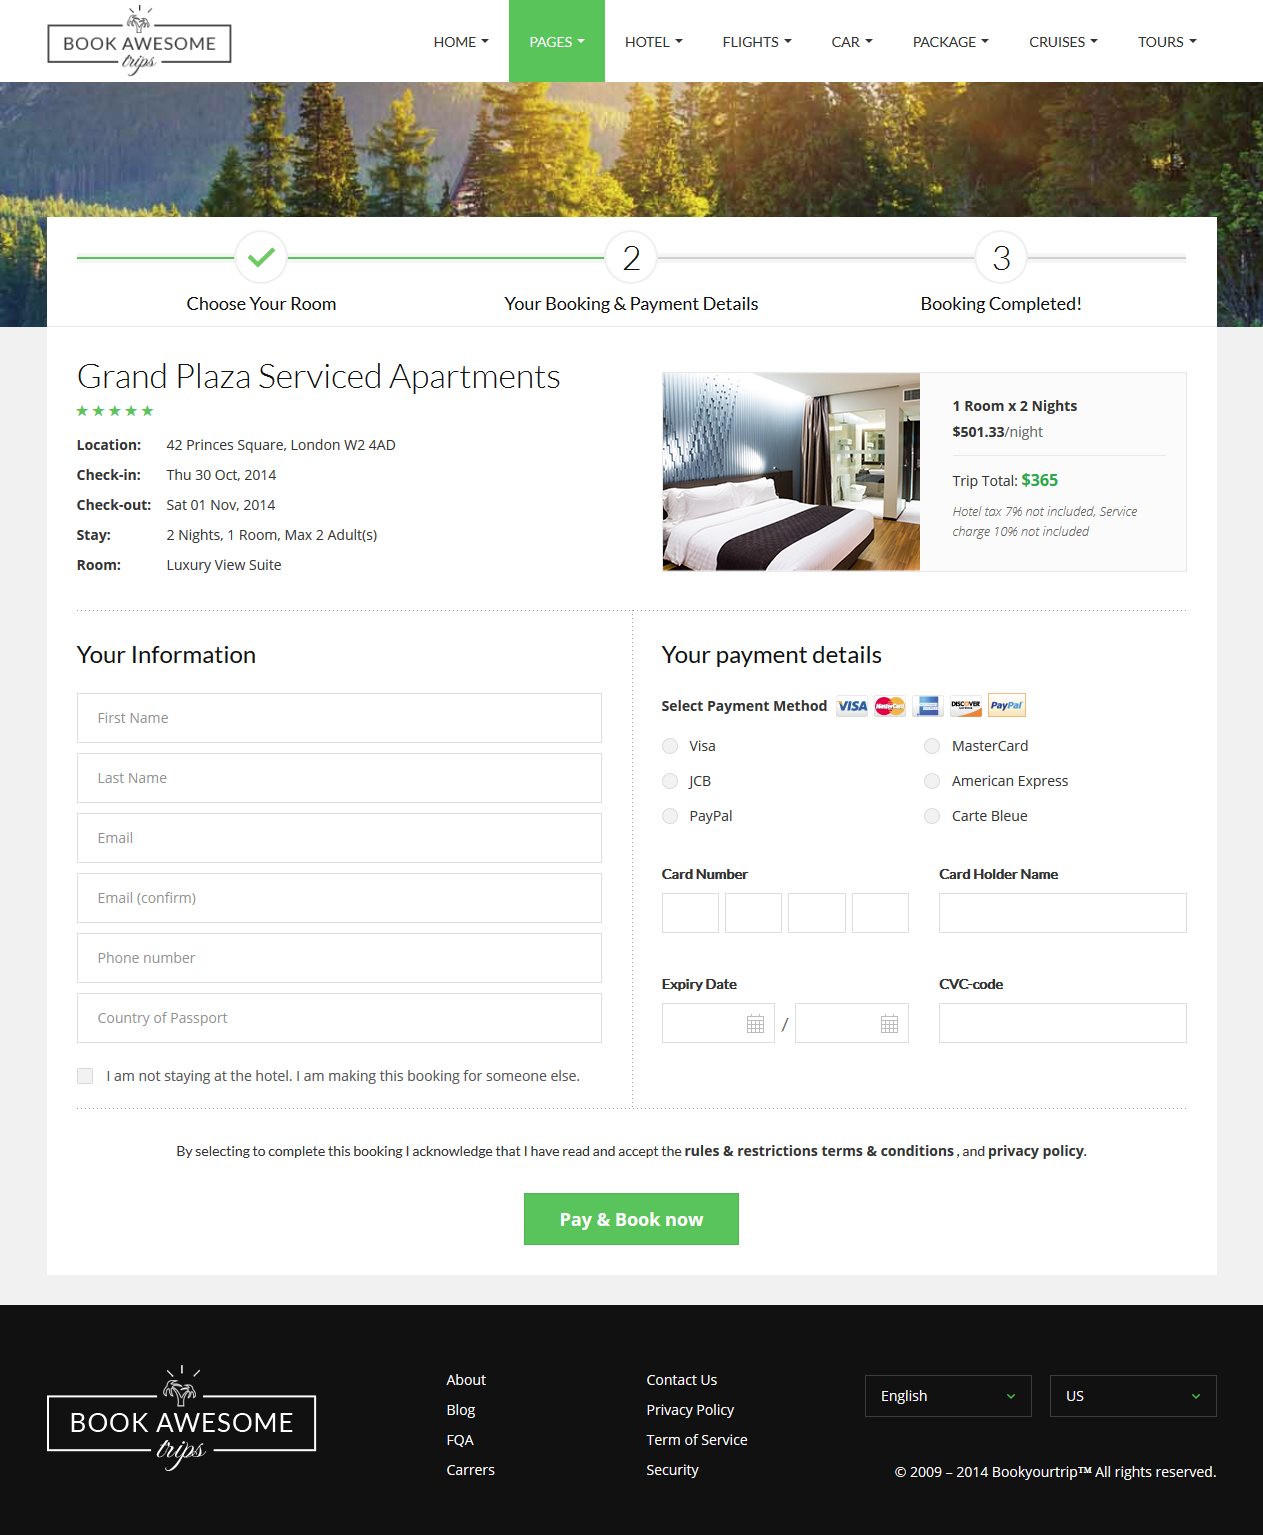 BOOK AWESOME
trips
HOME PAGES HOTEL FLIGHTS CAR PACKAGE CRUISES TOURS
2 3
Choose Your Room Your Booking & Payment Details Booking Completed!
Grand Plaza Serviced Apartments
Location: 42 Princes Square, London W2 4AD
Check-in: Thu 30 Oct, 2014
Check-out: Sat 01 Nov, 2014
Stay: 2 Nights, 1 Room, Max 2 Adult(s)
Room: Luxury View Suite
1 Room x 2 Nights
$501.33/night
Trip Total: $365
Hotel tax 7% not included, Service
charge 10% not included
Your Information
First Name
Last Name
Email
Email (confirm)
Phone number
Country of Passport
I am not staying at the hotel. I am making this booking for someone else.
Your payment details
Select Payment Method VISA MasterCard DISCOVER PayPal
Visa MasterCard
JCB American Express
PayPal Carte Bleue
Card Number Card Holder Name
Expiry Date CVC-code
/
By selecting to complete this booking I acknowledge that I have read and accept the rules & restrictions terms & conditions , and privacy policy.
Pay & Book now
BOOK AWESOME
trips
About
Blog
FQA
Carrers
Contact Us
Privacy Policy
Term of Service
Security
English US
© 2009 – 2014 Bookyourtrip™ All rights reserved.